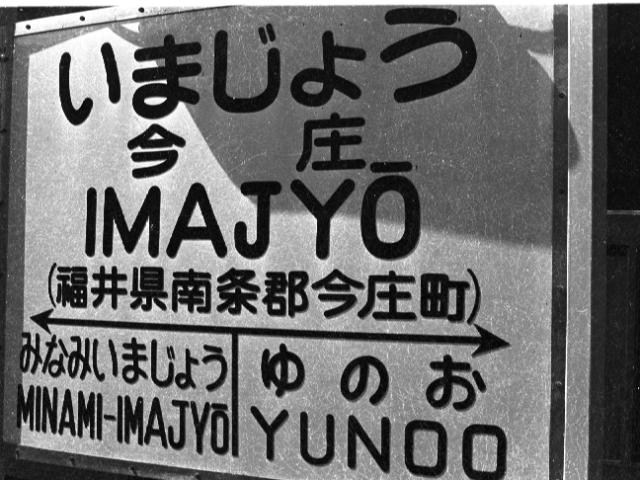 いまじょう
今庄
IMAJYŌ
(福井県南条郡今庄町)
みなみいまじょう ゆのお
MINAMI-IMAJYŌ YUNOO